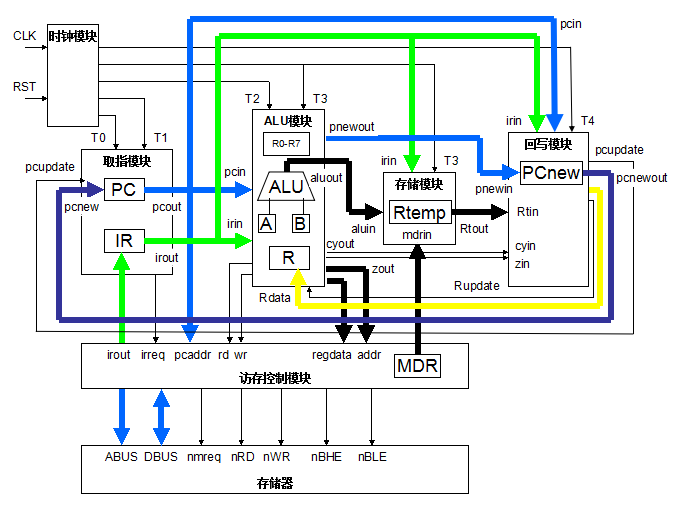 pcin
CLK
时钟模块
irin
RST
T2
T3
T4
ALU模块
R0-R7
pnewout
回写模块
T0
T1
取指模块
irin
T3
pcupdate
pcupdate
PC
pcin
ALU
aluout
存储模块
pnewin
PCnew
pcnewout
pcnew
pcout
irin
A
B
aluin
Rtemp
Rtout
Rtin
IR
mdrin
irout
R
cyout
cyin
zout
zin
Rdata
Rupdate
irout
irreq
pcaddr
rd
wr
regdata
addr
MDR
访存控制模块
ABUS
DBUS
nmreq
nRD
nWR
nBHE
nBLE
存储器